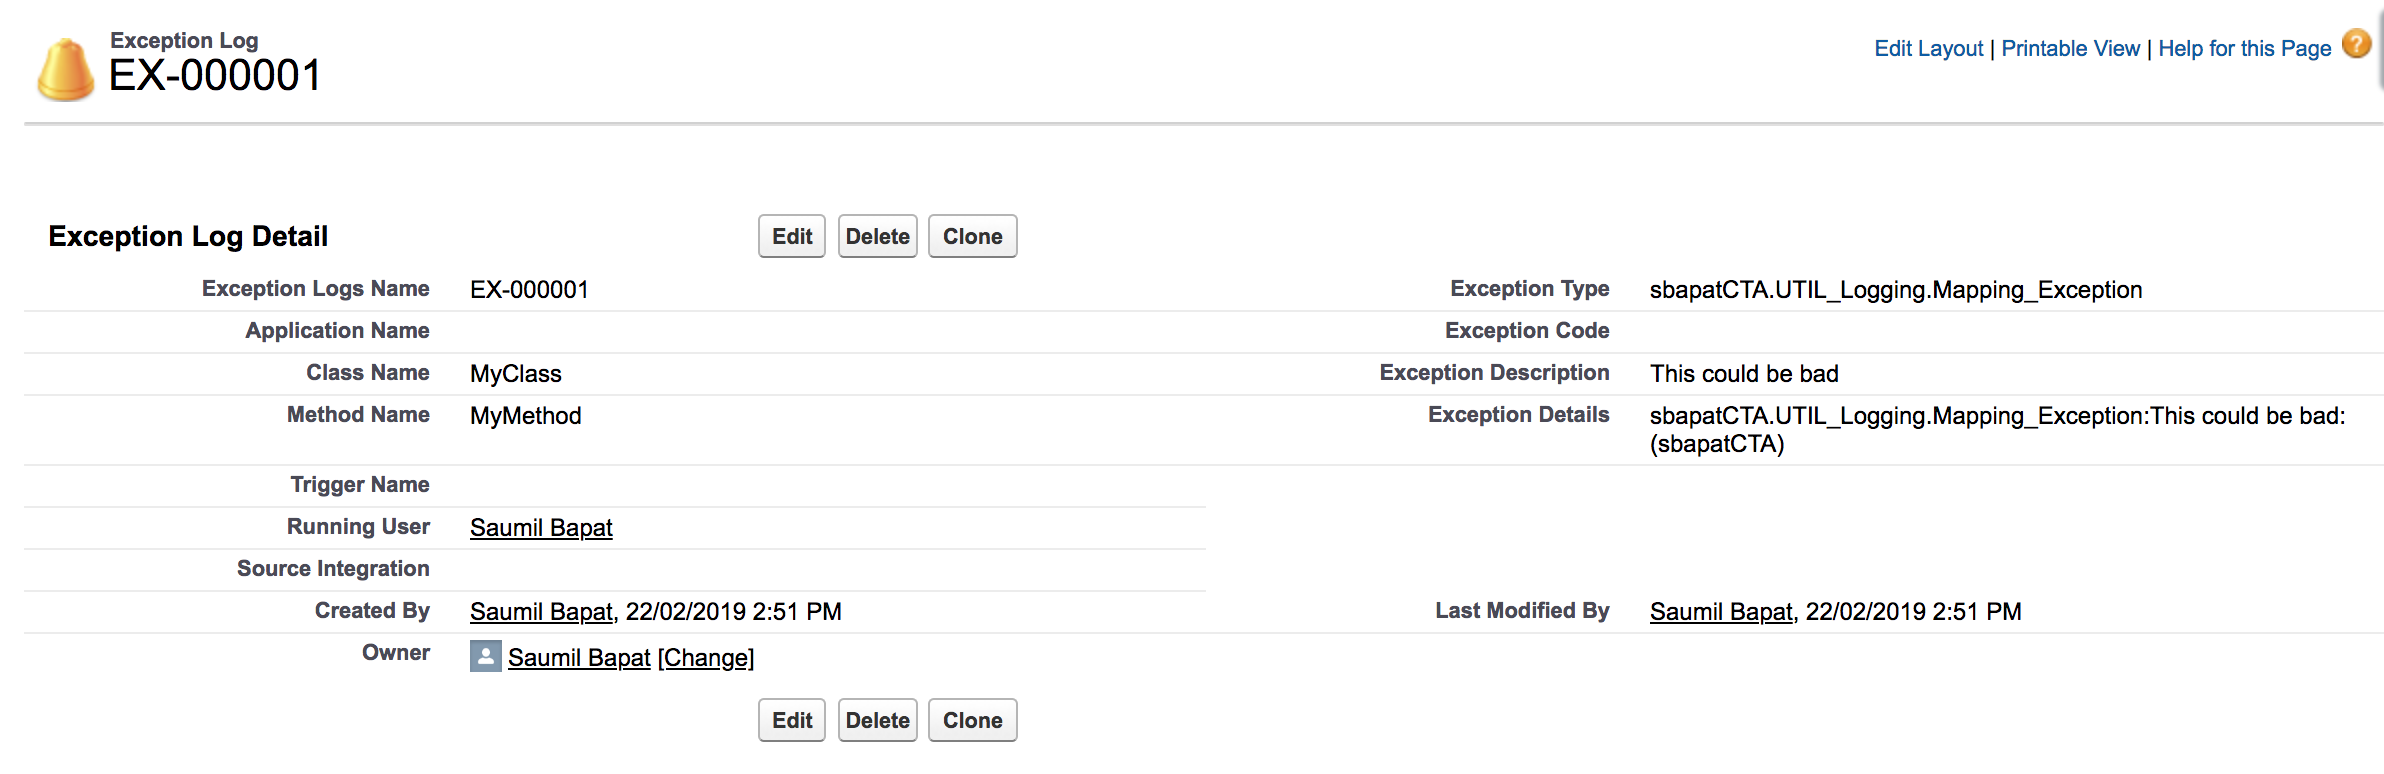 Exception Log
EX-000001
Edit Layout | Printable View | Help for this Page ?
Exception Log Detail
Edit Delete Clone
Exception Logs Name EX-000001 Exception Type sbapatCTA.UTIL_Logging.Mapping_Exception
Application Name Exception Code
Class Name MyClass Exception Description This could be bad
Method Name MyMethod Exception Details sbapatCTA.UTIL_Logging.Mapping_Exception:This could be bad:
(sbapatCTA)
Trigger Name
Running User Saumil Bapat
Source Integration
Created By Saumil Bapat, 22/02/2019 2:51 PM Last Modified By Saumil Bapat, 22/02/2019 2:51 PM
Owner Saumil Bapat [Change]
Edit Delete Clone